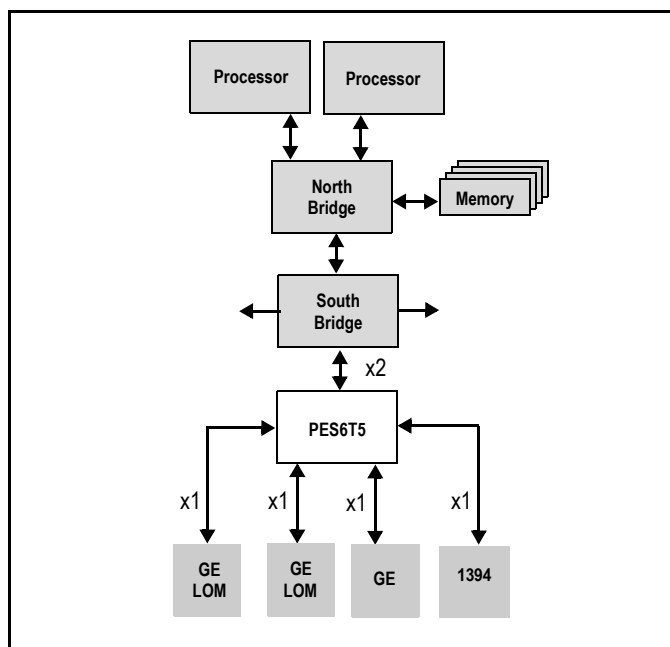 Processor
Processor
North
Bridge
Memory
South
Bridge
x2
PES6T5
x1
x1
x1
x1
GE
LOM
GE
LOM
GE
1394